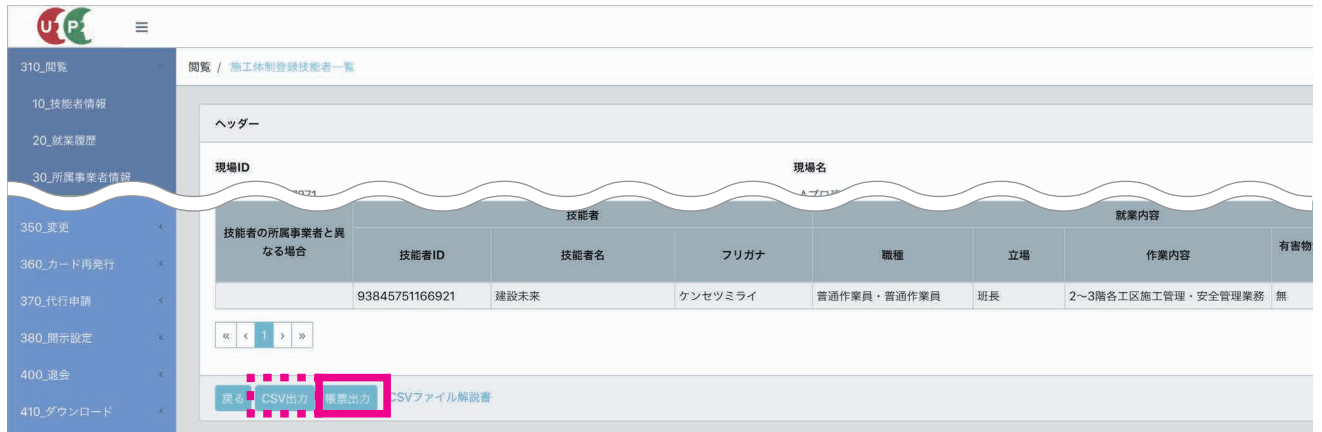 U P
310_閲覧
閲覧 / 施工体制登録技能者一覧
10_技能者情報
ヘッダー
20_就業履歴
現場ID
現場名
30_所属事業者情報
技能者
就業内容
350_変更
技能者の所属事業者と異
なる場合
技能者ID
技能者名
フリガナ
職種
立場
作業内容
有害物
360_カード再発行
93845751166921
建設未来
ケンセツミライ
普通作業員・普通作業員
班長
2〜3階各工区施工管理・安全管理業務
無
370_代行申請
« ‹ 1 › »
380_開示設定
400_退会
戻る
CSV出力
帳票出力
CSVファイル解説書
410_ダウンロード